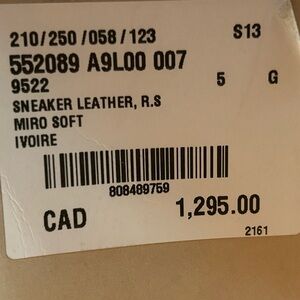 210/250/058/123 S13
552089 A9L00 007
9522 5 G
SNEAKER LEATHER, R.S
MIRO SOFT
IVOIRE
808489759
CAD 1,295.00
2161